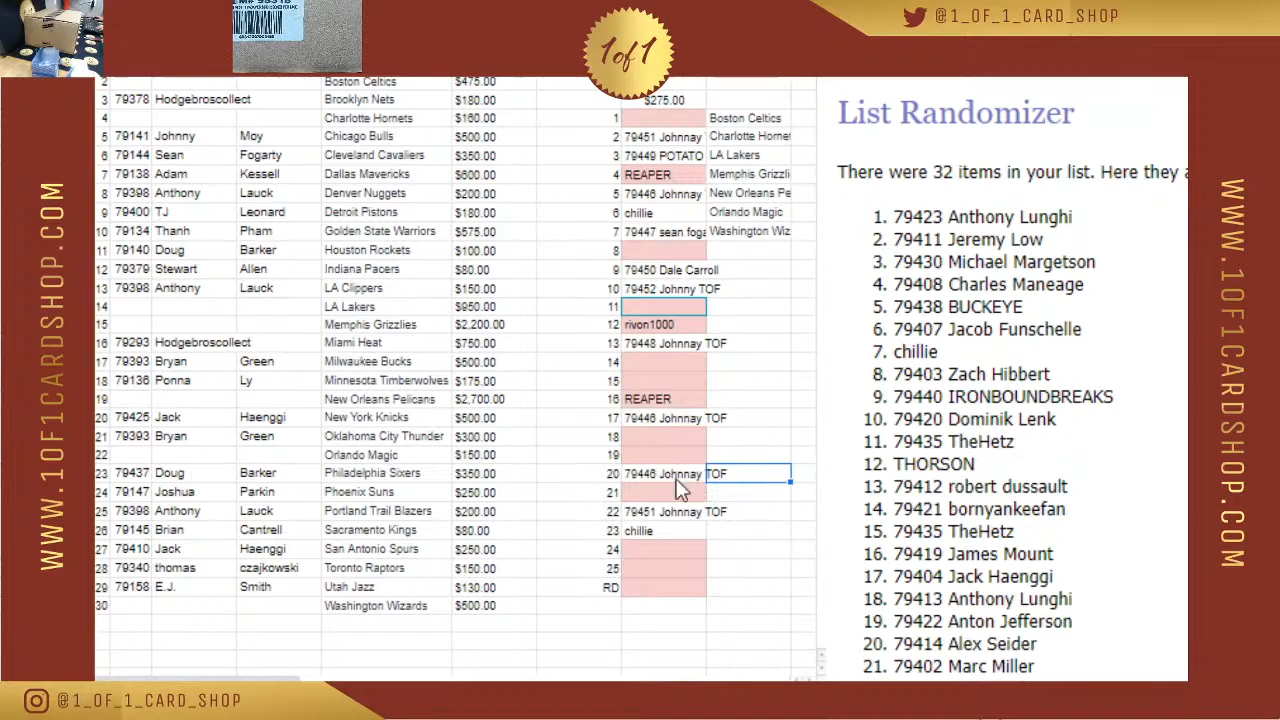 @1_OF_1_CARD_SHOP
1of1
WWW.1OF1CARDSHOP.COM
WWW.1OF1CARDSHOP.COM
2 Boston Celtics $475.00
3 79378 Hodgebroscollect Brooklyn Nets $180.00 $275.00
4 Charlotte Hornets $160.00 1 Boston Celtics
5 79141 Johnny Moy Chicago Bulls $500.00 2 79451 Johnnay Charlotte Hornet
6 79144 Sean Fogarty Cleveland Cavaliers $350.00 3 79449 POTATO LA Lakers
7 79138 Adam Kessell Dallas Mavericks $600.00 4 REAPER Memphis Grizzli
8 79398 Anthony Lauck Denver Nuggets $200.00 5 79446 Johnnay New Orleans Pe
9 79400 TJ Leonard Detroit Pistons $180.00 6 chillie Orlando Magic
10 79134 Thanh Pham Golden State Warriors $575.00 7 79447 sean foga Washington Wiz
11 79140 Doug Barker Houston Rockets $100.00 8
12 79379 Stewart Allen Indiana Pacers $80.00 9 79450 Dale Carroll
13 79398 Anthony Lauck LA Clippers $150.00 10 79452 Johnny TOF
14 LA Lakers $950.00 11
15 Memphis Grizzlies $2,200.00 12 rivon1000
16 79293 Hodgebroscollect Miami Heat $750.00 13 79448 Johnnay TOF
17 79393 Bryan Green Milwaukee Bucks $500.00 14
18 79136 Ponna Ly Minnesota Timberwolves $175.00 15
19 New Orleans Pelicans $2,700.00 16 REAPER
20 79425 Jack Haenggi New York Knicks $500.00 17 79446 Johnnay TOF
21 79393 Bryan Green Oklahoma City Thunder $300.00 18
22 Orlando Magic $150.00 19
23 79437 Doug Barker Philadelphia Sixers $350.00 20 79446 Johnnay TOF
24 79147 Joshua Parkin Phoenix Suns $250.00 21
25 79398 Anthony Lauck Portland Trail Blazers $200.00 22 79451 Johnnay TOF
26 79145 Brian Cantrell Sacramento Kings $80.00 23 chillie
27 79410 Jack Haenggi San Antonio Spurs $250.00 24
28 79340 thomas czajkowski Toronto Raptors $150.00 25
29 79158 E.J. Smith Utah Jazz $130.00 RD
30 Washington Wizards $500.00
List Randomizer
There were 32 items in your list. Here they a
1. 79423 Anthony Lunghi
2. 79411 Jeremy Low
3. 79430 Michael Margetson
4. 79408 Charles Maneage
5. 79438 BUCKEYE
6. 79407 Jacob Funschelle
7. chillie
8. 79403 Zach Hibbert
9. 79440 IRONBOUNDBREAKS
10. 79420 Dominik Lenk
11. 79435 TheHetz
12. THORSON
13. 79412 robert dussault
14. 79421 bornyankeefan
15. 79435 TheHetz
16. 79419 James Mount
17. 79404 Jack Haenggi
18. 79413 Anthony Lunghi
19. 79422 Anton Jefferson
20. 79414 Alex Seider
21. 79402 Marc Miller
@1_OF_1_CARD_SHOP